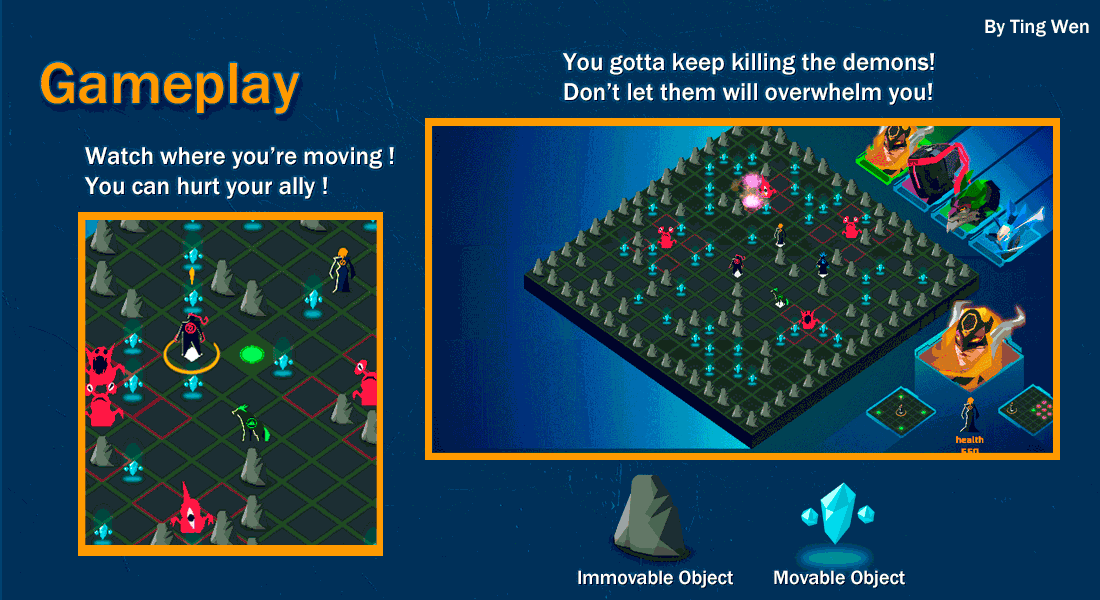 By Ting Wen
Gameplay
You gotta keep killing the demons!
Don't let them will overwhelm you!
Watch where you're moving !
You can hurt your ally !
health
Immovable Object
Movable Object